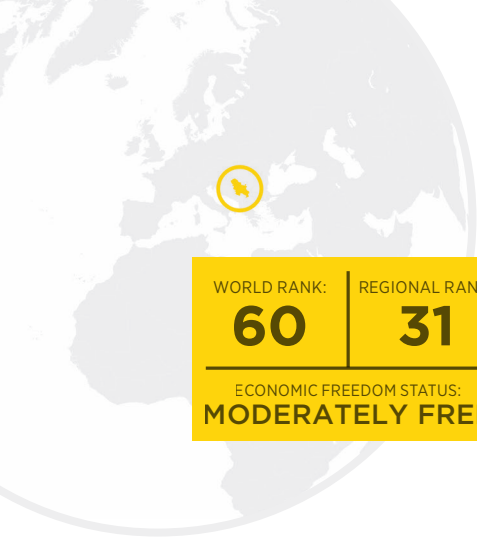 WORLD RANK:
REGIONAL RAN
60
31
ECONOMIC FREEDOM STATUS:
MODERATELY FRE